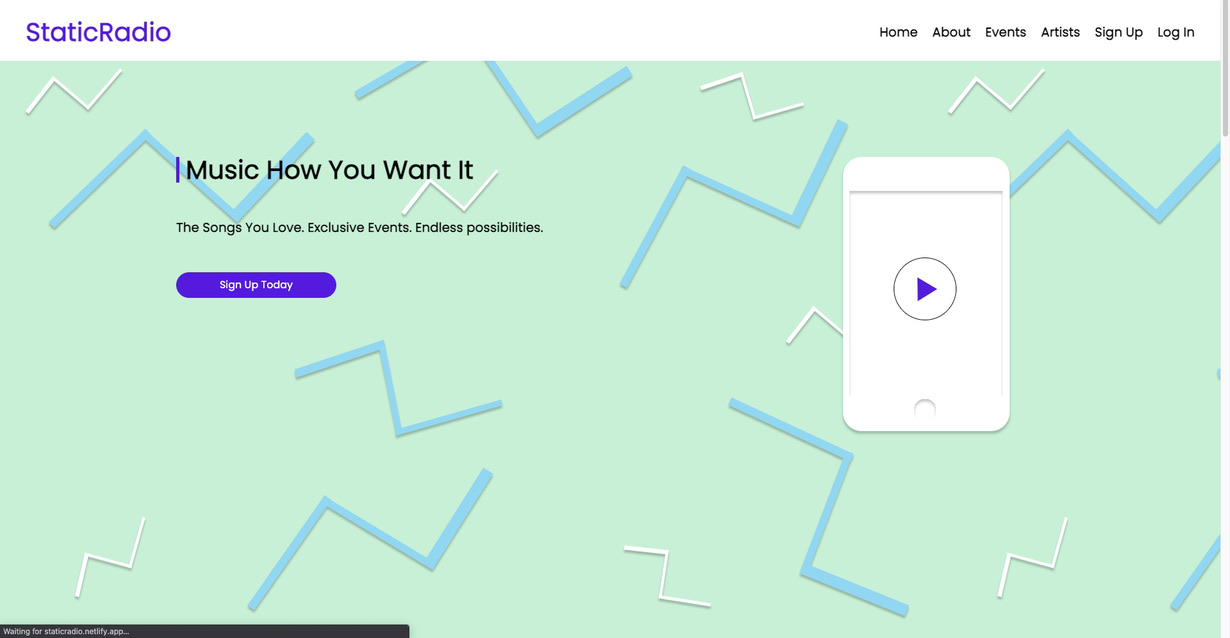 StaticRadio
Home About Events Artists Sign Up Log In
Music How You Want It
The Songs You Love. Exclusive Events. Endless possibilities.
Sign Up Today
Waiting for staticradio.netlify.app...